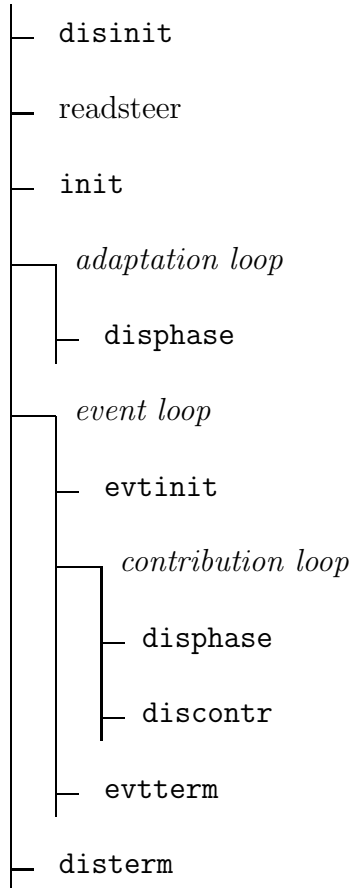 disinit
readsteer
init
adaptation loop
disphase
event loop
evtinit
contribution loop
disphase
discontr
evtterm
disterm